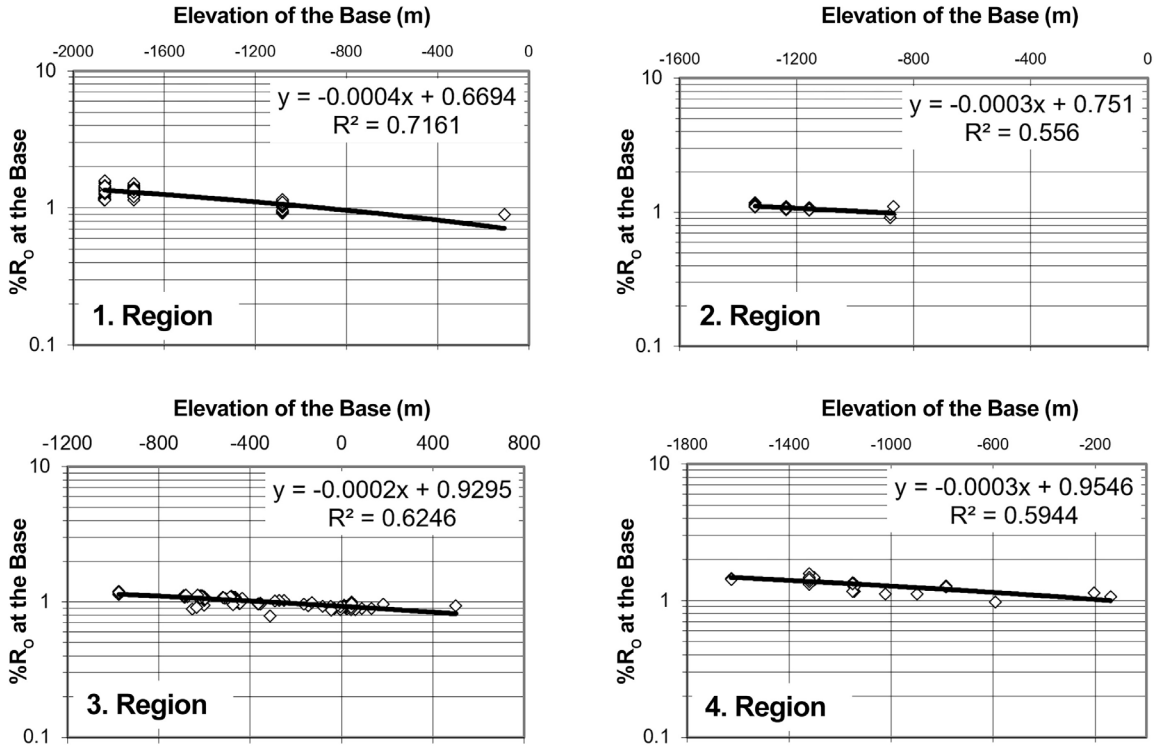 Elevation of the Base (m)
-2000 -1600 -1200 -800 -400 0
10
y = -0.0004x + 0.6694
R² = 0.7161
%Ro at the Base
1
1. Region
0.1
Elevation of the Base (m)
-1600 -1200 -800 -400 0
10
y = -0.0003x + 0.751
R² = 0.556
%Ro at the Base
1
2. Region
0.1
Elevation of the Base (m)
-1200 -800 -400 0 400 800
10
y = -0.0002x + 0.9295
R² = 0.6246
%Ro at the Base
1
3. Region
0.1
Elevation of the Base (m)
-1800 -1400 -1000 -600 -200
10
y = -0.0003x + 0.9546
R² = 0.5944
%Ro at the Base
1
4. Region
0.1